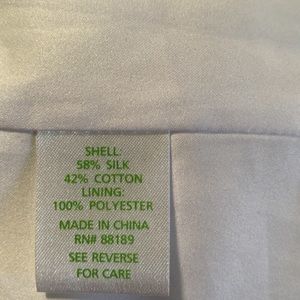 SHELL:
58% SILK
42% COTTON
LINING:
100% POLYESTER
MADE IN CHINA
RN# 88189
SEE REVERSE
FOR CARE